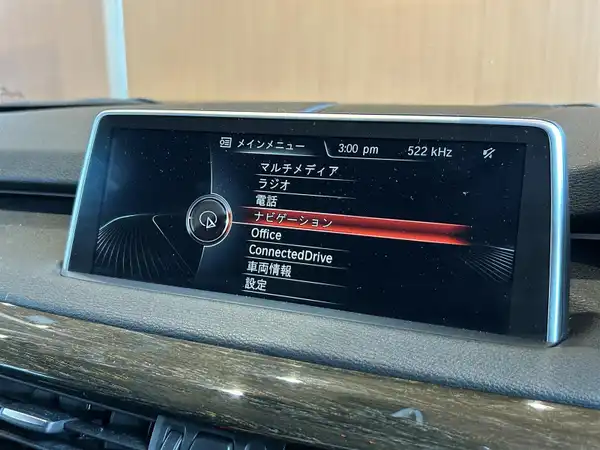 メインメニュー 3:00 pm 522 kHz
マルチメディア
ラジオ
電話
ナビゲーション
Office
ConnectedDrive
車両情報
設定